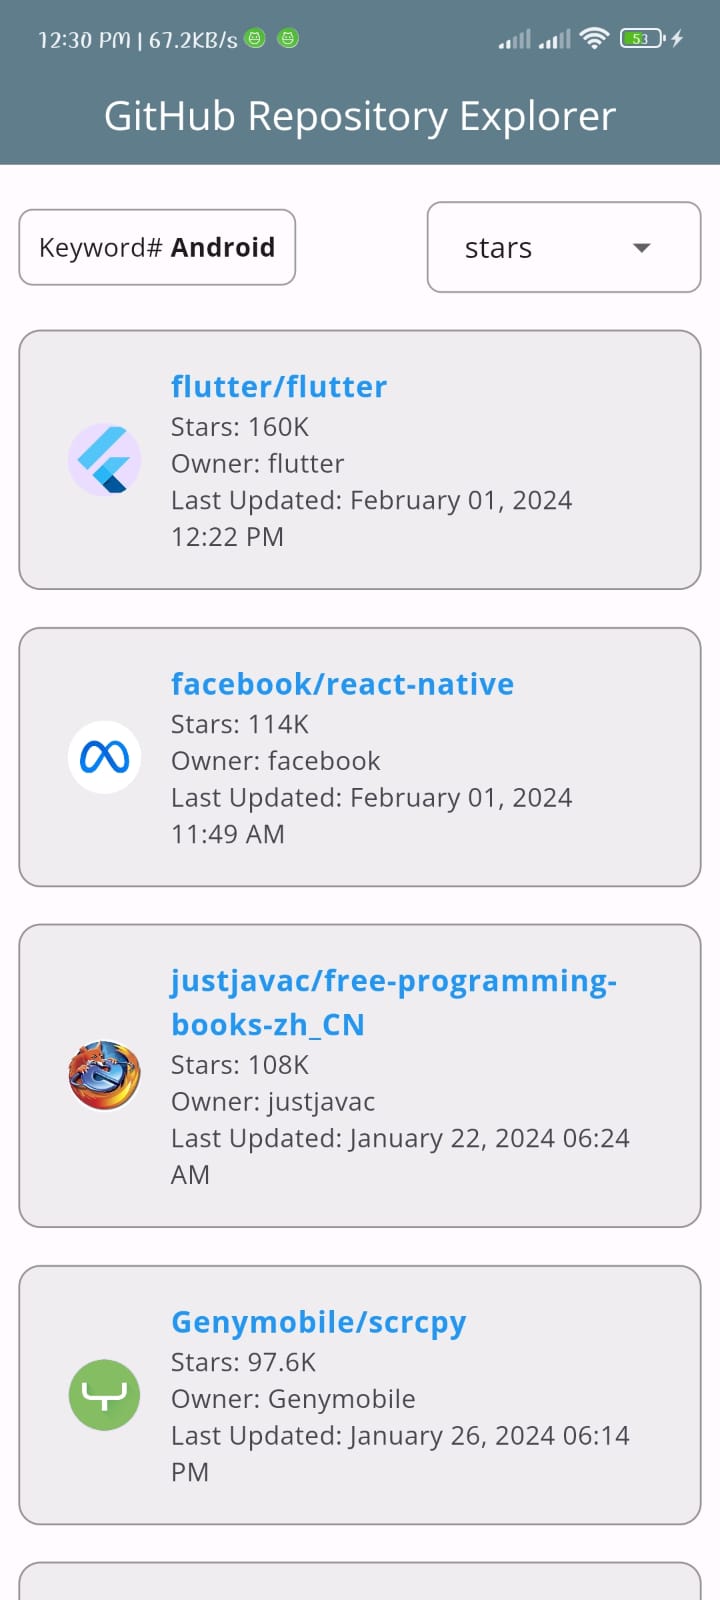 12:30 PM | 67.2KB/s
53
GitHub Repository Explorer
Keyword# Android
stars
flutter/flutter
Stars: 160K
Owner: flutter
Last Updated: February 01, 2024
12:22 PM
facebook/react-native
Stars: 114K
Owner: facebook
Last Updated: February 01, 2024
11:49 AM
justjavac/free-programming-
books-zh_CN
Stars: 108K
Owner: justjavac
Last Updated: January 22, 2024 06:24
AM
Genymobile/scrcpy
Stars: 97.6K
Owner: Genymobile
Last Updated: January 26, 2024 06:14
PM